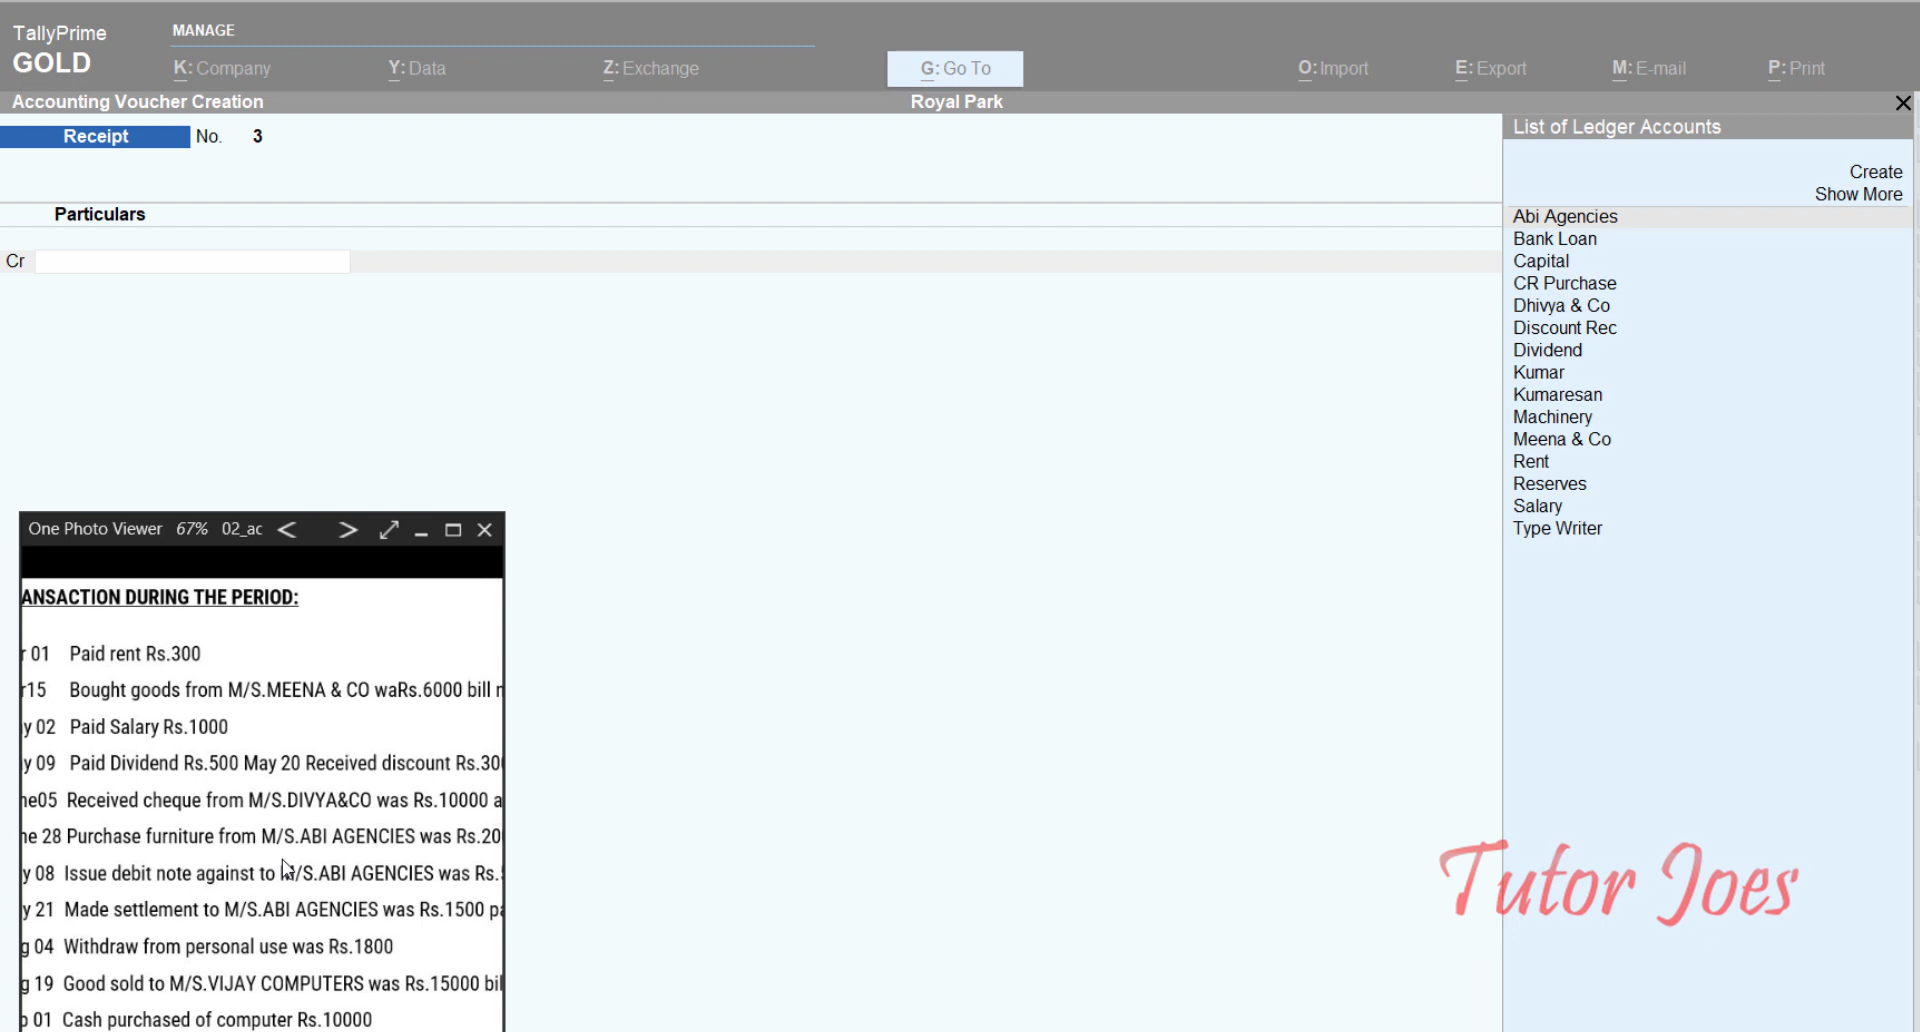 TallyPrime
GOLD
MANAGE
K: Company Y: Data Z: Exchange G: Go To O: Import E: Export M: E-mail P: Print
Accounting Voucher Creation Royal Park
Receipt No. 3
Particulars
Cr
List of Ledger Accounts
Create
Show More
Abi Agencies
Bank Loan
Capital
CR Purchase
Dhivya & Co
Discount Rec
Dividend
Kumar
Kumaresan
Machinery
Meena & Co
Rent
Reserves
Salary
Type Writer
One Photo Viewer 67% 02_ac
ANSACTION DURING THE PERIOD:
r 01 Paid rent Rs.300
r15 Bought goods from M/S.MEENA & CO waRs.6000 bill
y 02 Paid Salary Rs.1000
y 09 Paid Dividend Rs.500 May 20 Received discount Rs.30
ne05 Received cheque from M/S.DIVYA&CO was Rs.10000 a
ne 28 Purchase furniture from M/S.ABI AGENCIES was Rs.20
y 08 Issue debit note against to M/S.ABI AGENCIES was Rs.
y 21 Made settlement to M/S.ABI AGENCIES was Rs.1500 pa
g 04 Withdraw from personal use was Rs.1800
g 19 Good sold to M/S.VIJAY COMPUTERS was Rs.15000 bil
p 01 Cash purchased of computer Rs.10000
Tutor Joes